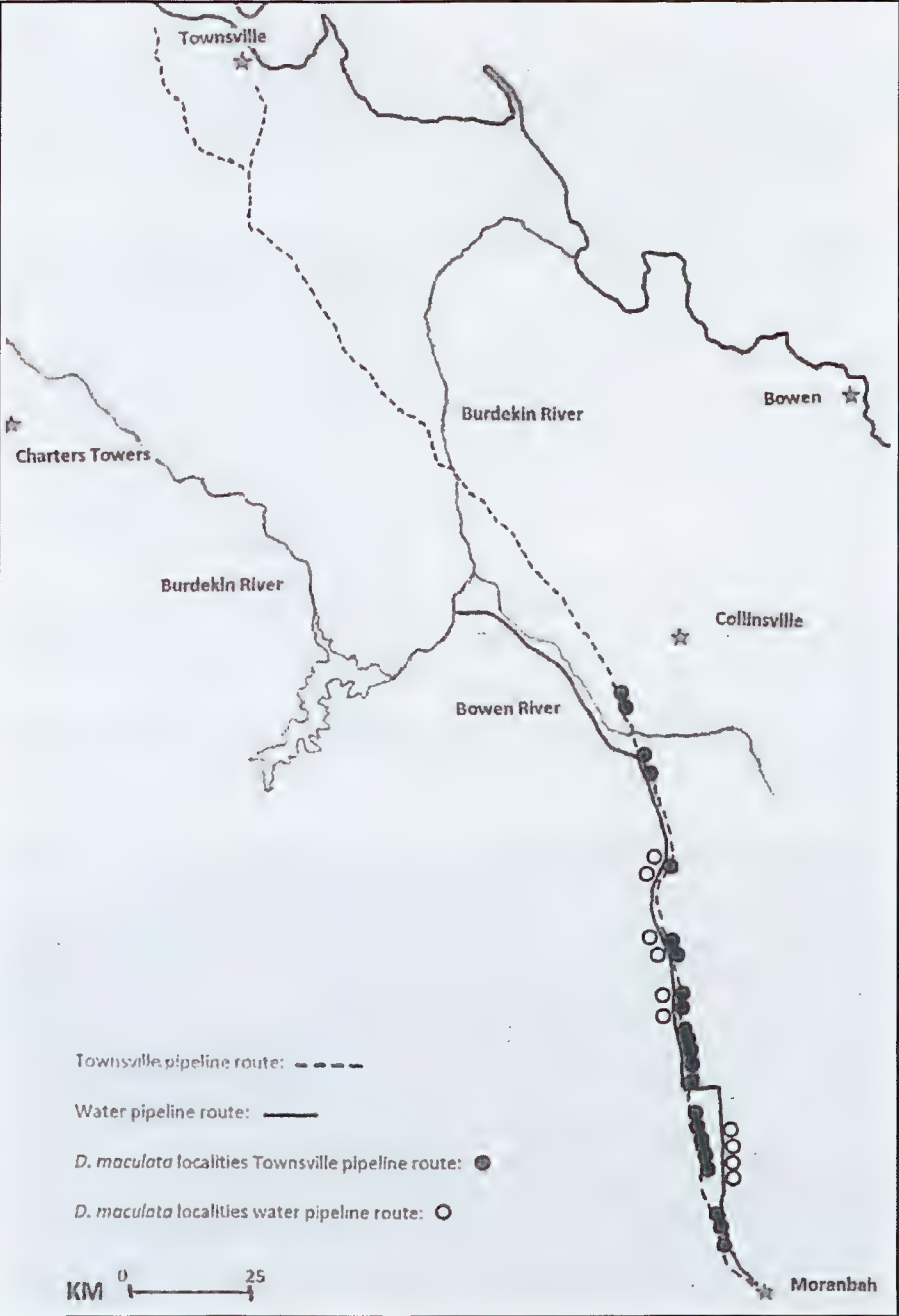 Townsville
Bowen
Burdekin River
Charters Towers
Burdekin River
Collinsville
Bowen River
Townsville pipeline route:
Water pipeline route:
D. maculata localities Townsville pipeline route:
D. maculata localities water pipeline route:
KM 0 25
Moranbah